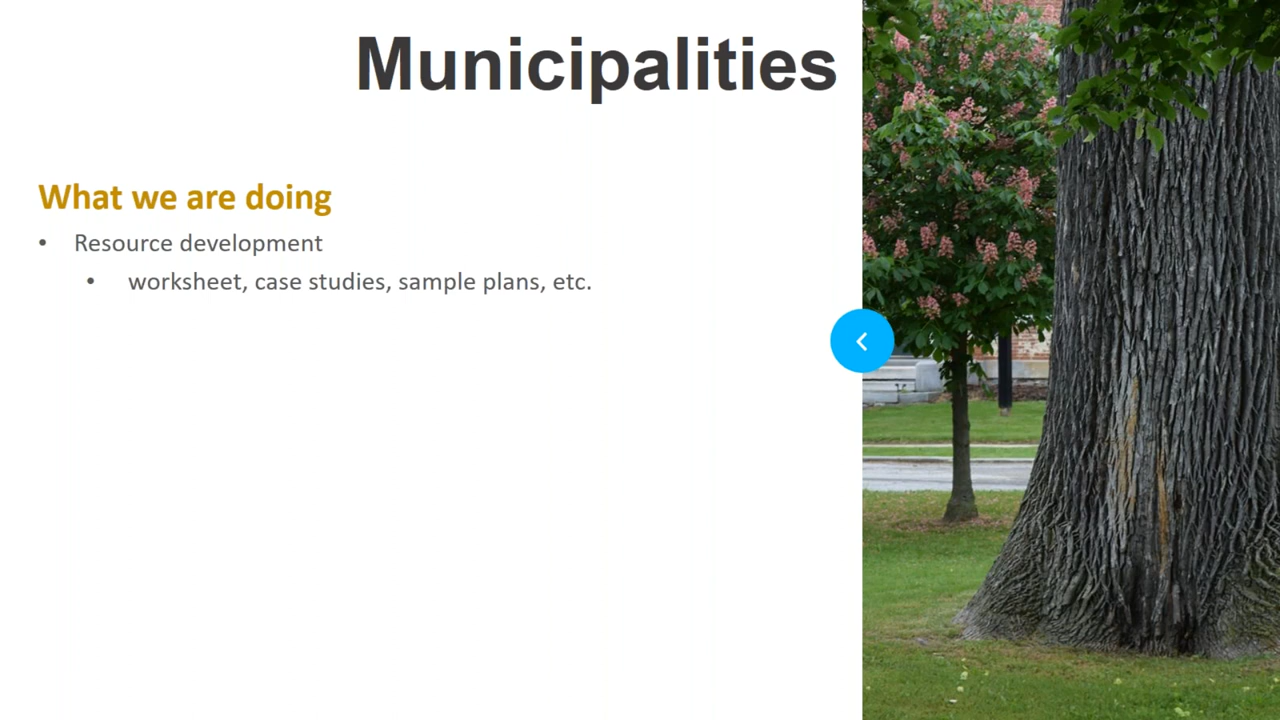 Municipalities
What we are doing
• Resource development
• worksheet, case studies, sample plans, etc.